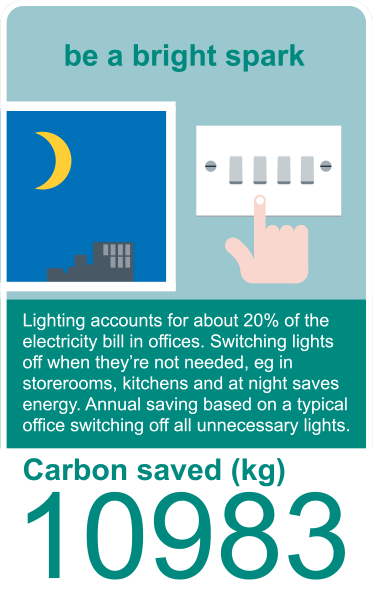 be a bright spark
Lighting accounts for about 20% of the
electricity bill in offices. Switching lights
off when they’re not needed, eg in
storerooms, kitchens and at night saves
energy. Annual saving based on a typical
office switching off all unnecessary lights.
Carbon saved (kg)
10983